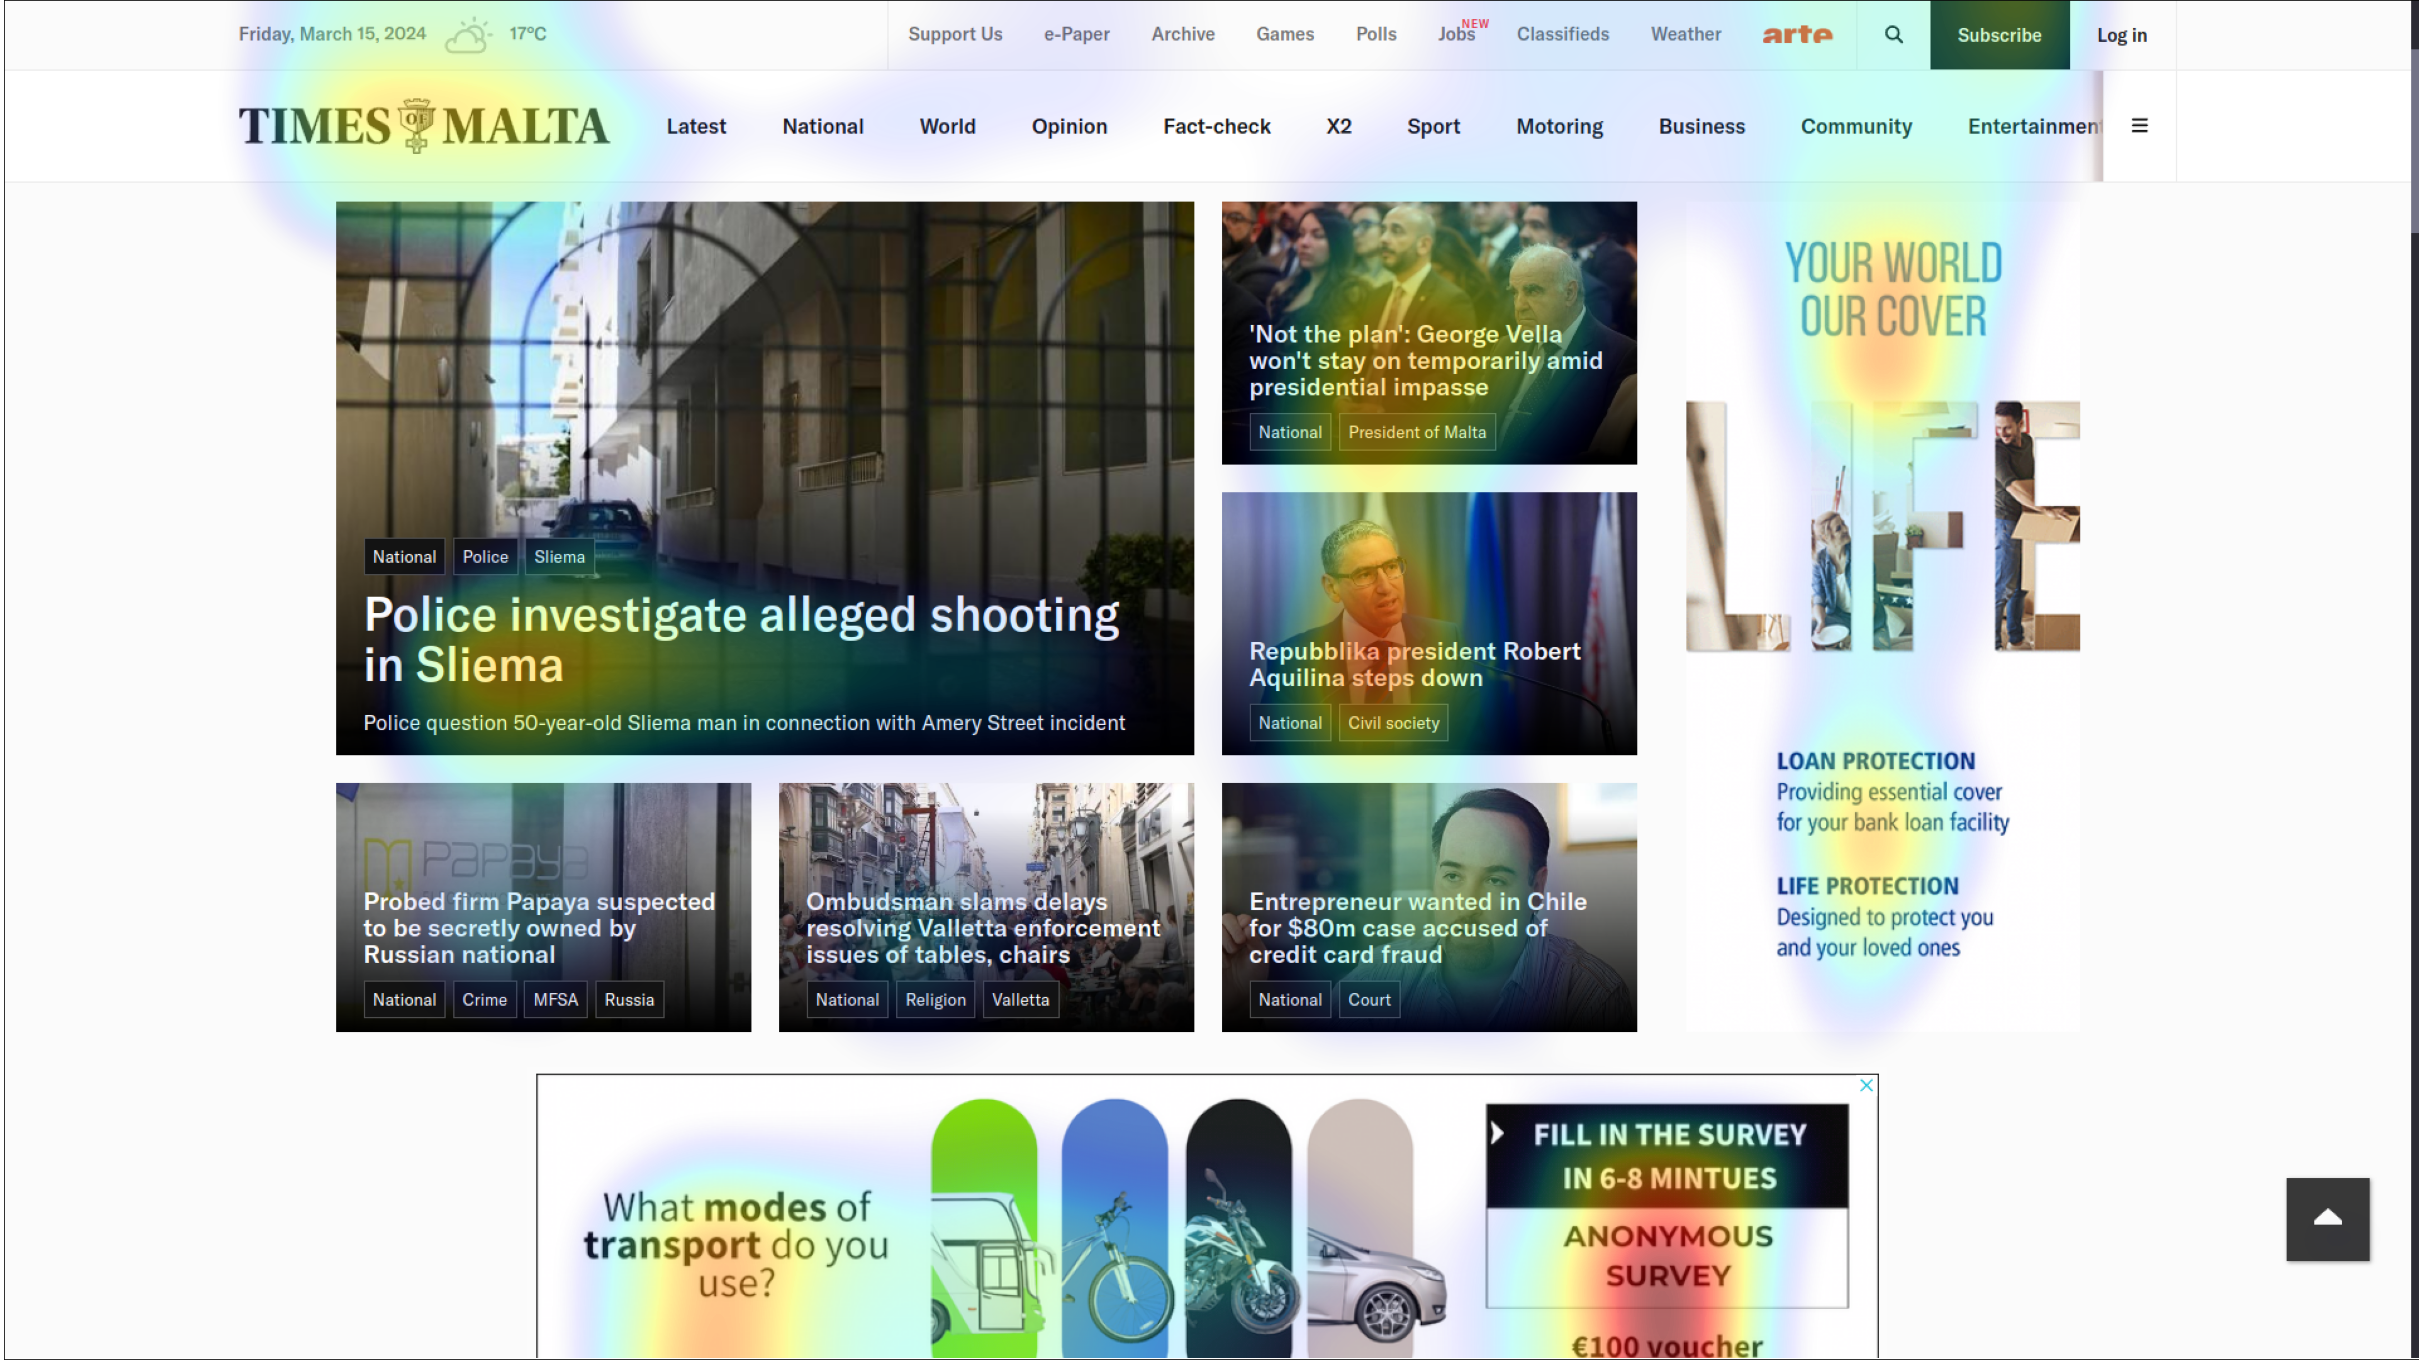 Friday, March 15, 2024 17°C
Support Us e-Paper Archive Games Polls Jobs NEW Classifieds Weather arte Subscribe Log in
TIMES OF MALTA
Latest National World Opinion Fact-check X2 Sport Motoring Business Community Entertainmen
National Police Sliema
Police investigate alleged shooting
in Sliema
Police question 50-year-old Sliema man in connection with Amery Street incident
'Not the plan': George Vella
won't stay on temporarily amid
presidential impasse
National President of Malta
Repubblika president Robert
Aquilina steps down
National Civil society
YOUR WORLD
OUR COVER
LIFE
LOAN PROTECTION
Providing essential cover
for your bank loan facility
LIFE PROTECTION
Designed to protect you
and your loved ones
Papaya
Probed firm Papaya suspected
to be secretly owned by
Russian national
National Crime MFSA Russia
Ombudsman slams delays
resolving Valletta enforcement
issues of tables, chairs
National Religion Valletta
Entrepreneur wanted in Chile
for $80m case accused of
credit card fraud
National Court
What modes of
transport do you
use?
FILL IN THE SURVEY
IN 6-8 MINTUES
ANONYMOUS
SURVEY
€100 voucher